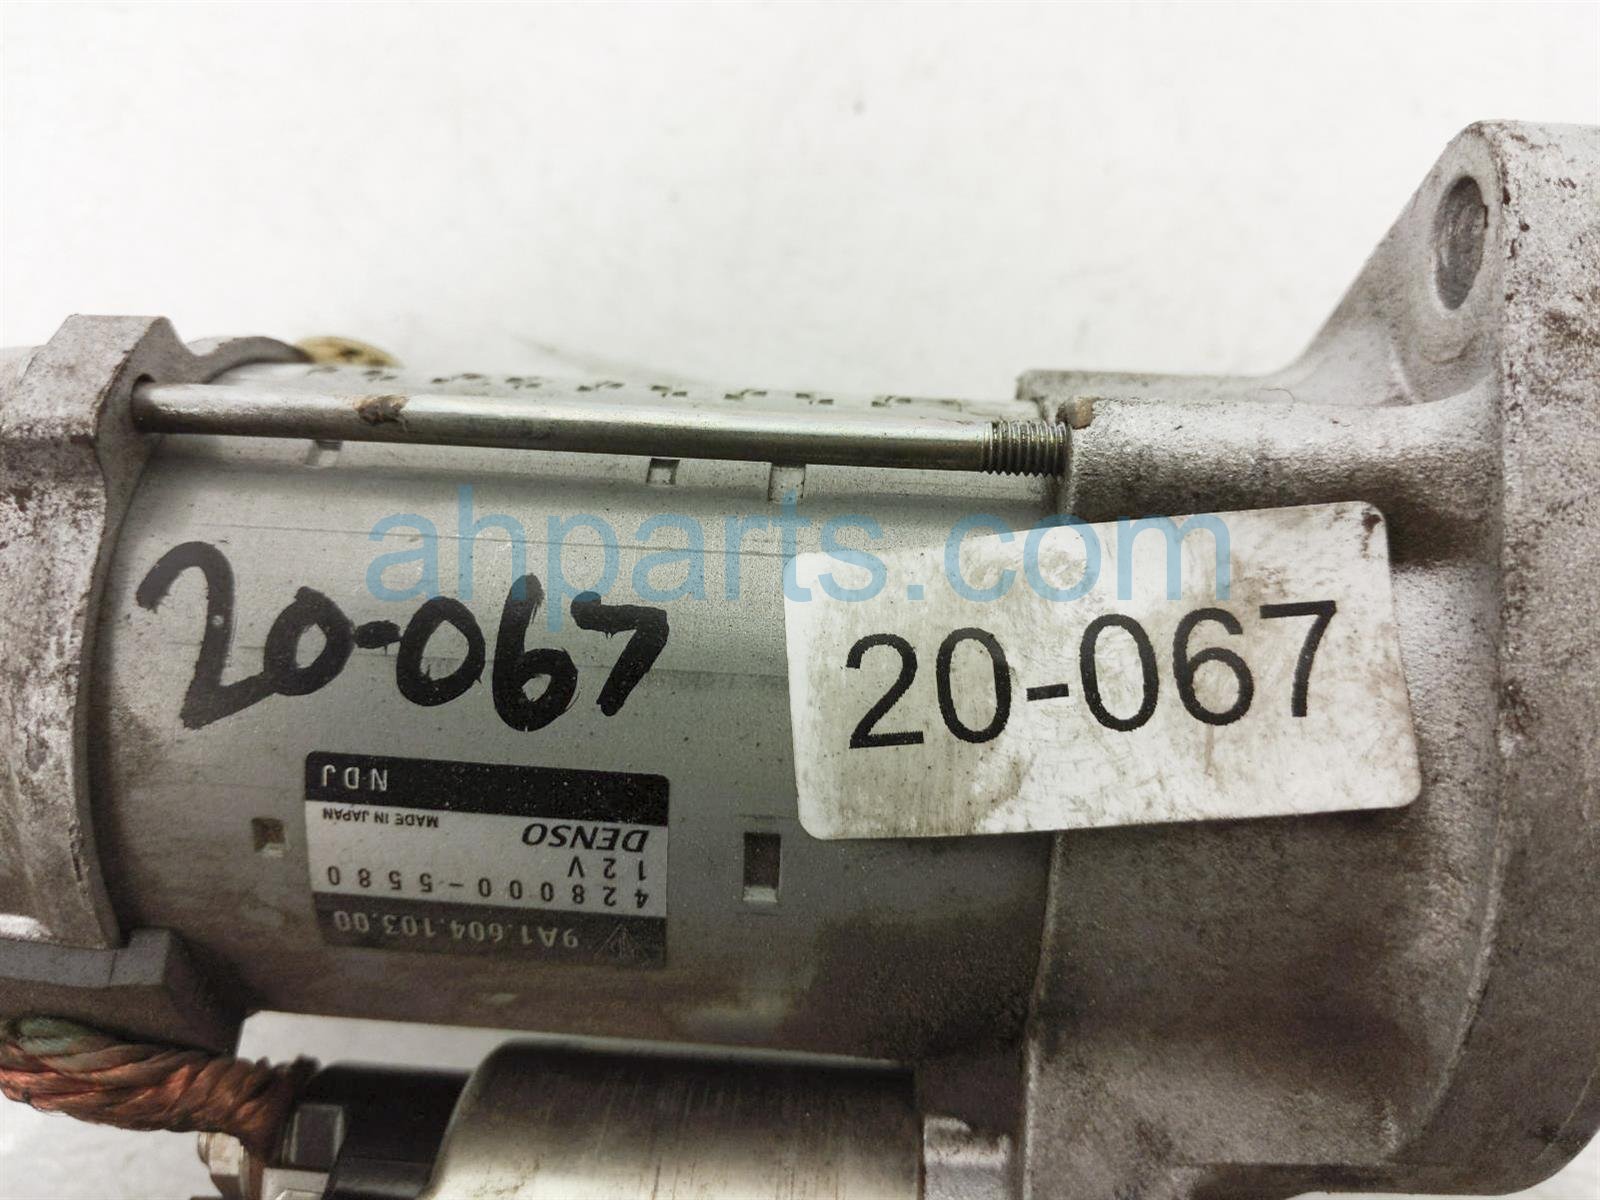 ahparts.com
20-067
20-067
9A1.604.103.00
428000-5580
12V
DENSO
MADE IN JAPAN
NDJ